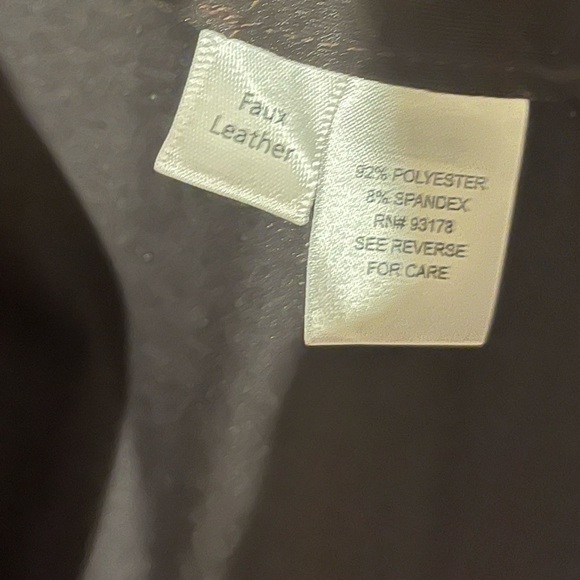 Faux
Leather
92% POLYESTER
8% SPANDEX
RN# 93178
SEE REVERSE
FOR CARE